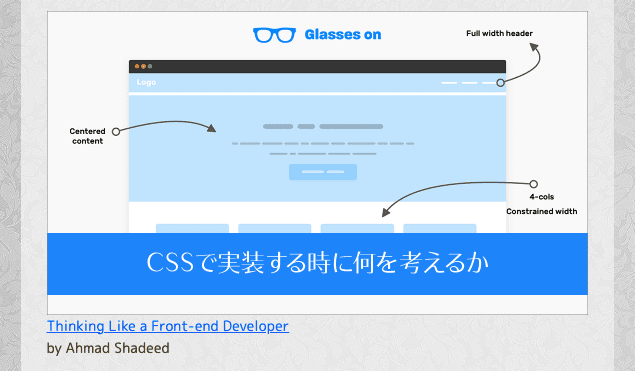 Glasses on
Full width header
Logo
Centered
content
4-cols
Constrained width
CSSで実装する時に何を考えるか
Thinking Like a Front-end Developer
by Ahmad Shadeed